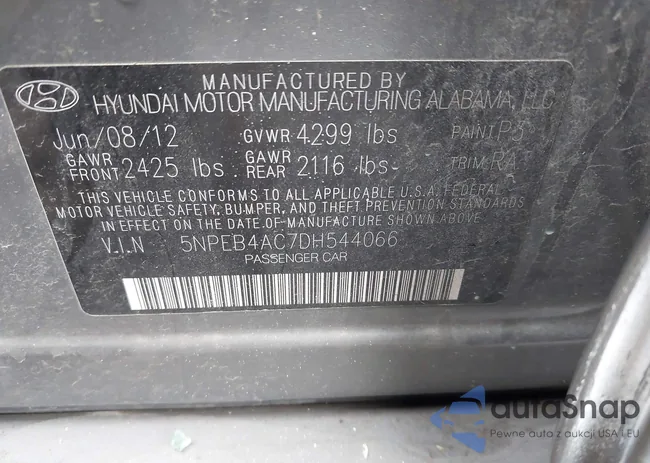 MANUFACTURED BY
HYUNDAI MOTOR MANUFACTURING ALABAMA, LLC
Jun/08/12 GVWR 4299 lbs PAINT P3
GAWR FRONT 2425 lbs. GAWR REAR 2116 lbs. TRIM
THIS VEHICLE CONFORMS TO ALL APPLICABLE U.S.A. FEDERAL
MOTOR VEHICLE SAFETY, BUMPER, AND THEFT PREVENTION STANDARDS
IN EFFECT ON THE DATE OF MANUFACTURE SHOWN ABOVE.
V.I.N 5NPEB4AC7DH544066
PASSENGER CAR
auraSnap
Pewne auta z aukcji USA i EU